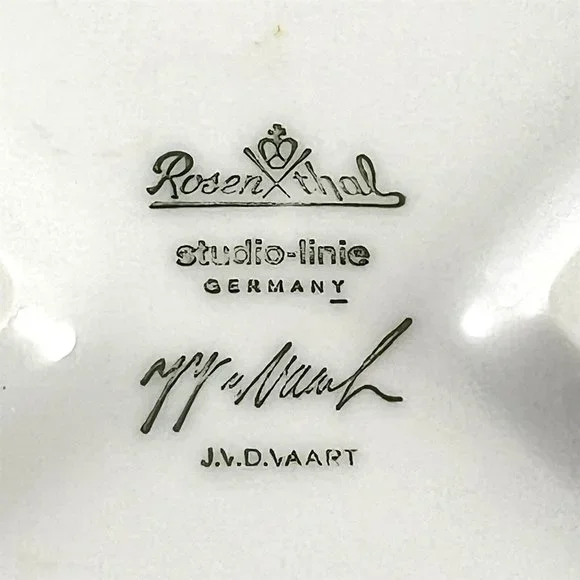 Rosenthal
studio-linie
GERMANY
J.V.D.VAART